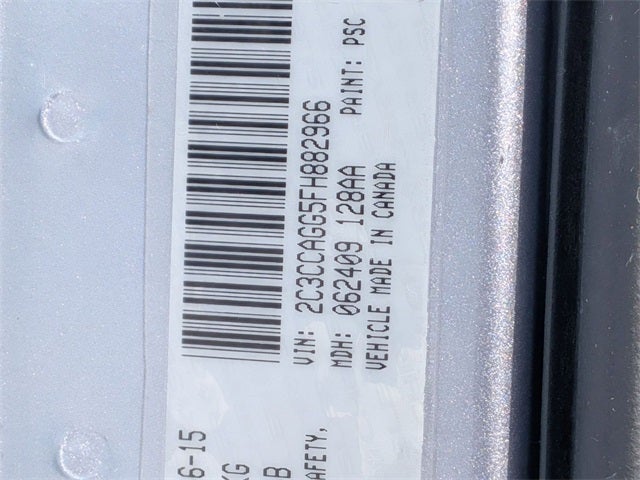 6-15
KG
B
AFETY,
VIN: 2C3CCAGG5FH882966
MDH: 062409 128AA PAINT: PSC
VEHICLE MADE IN CANADA